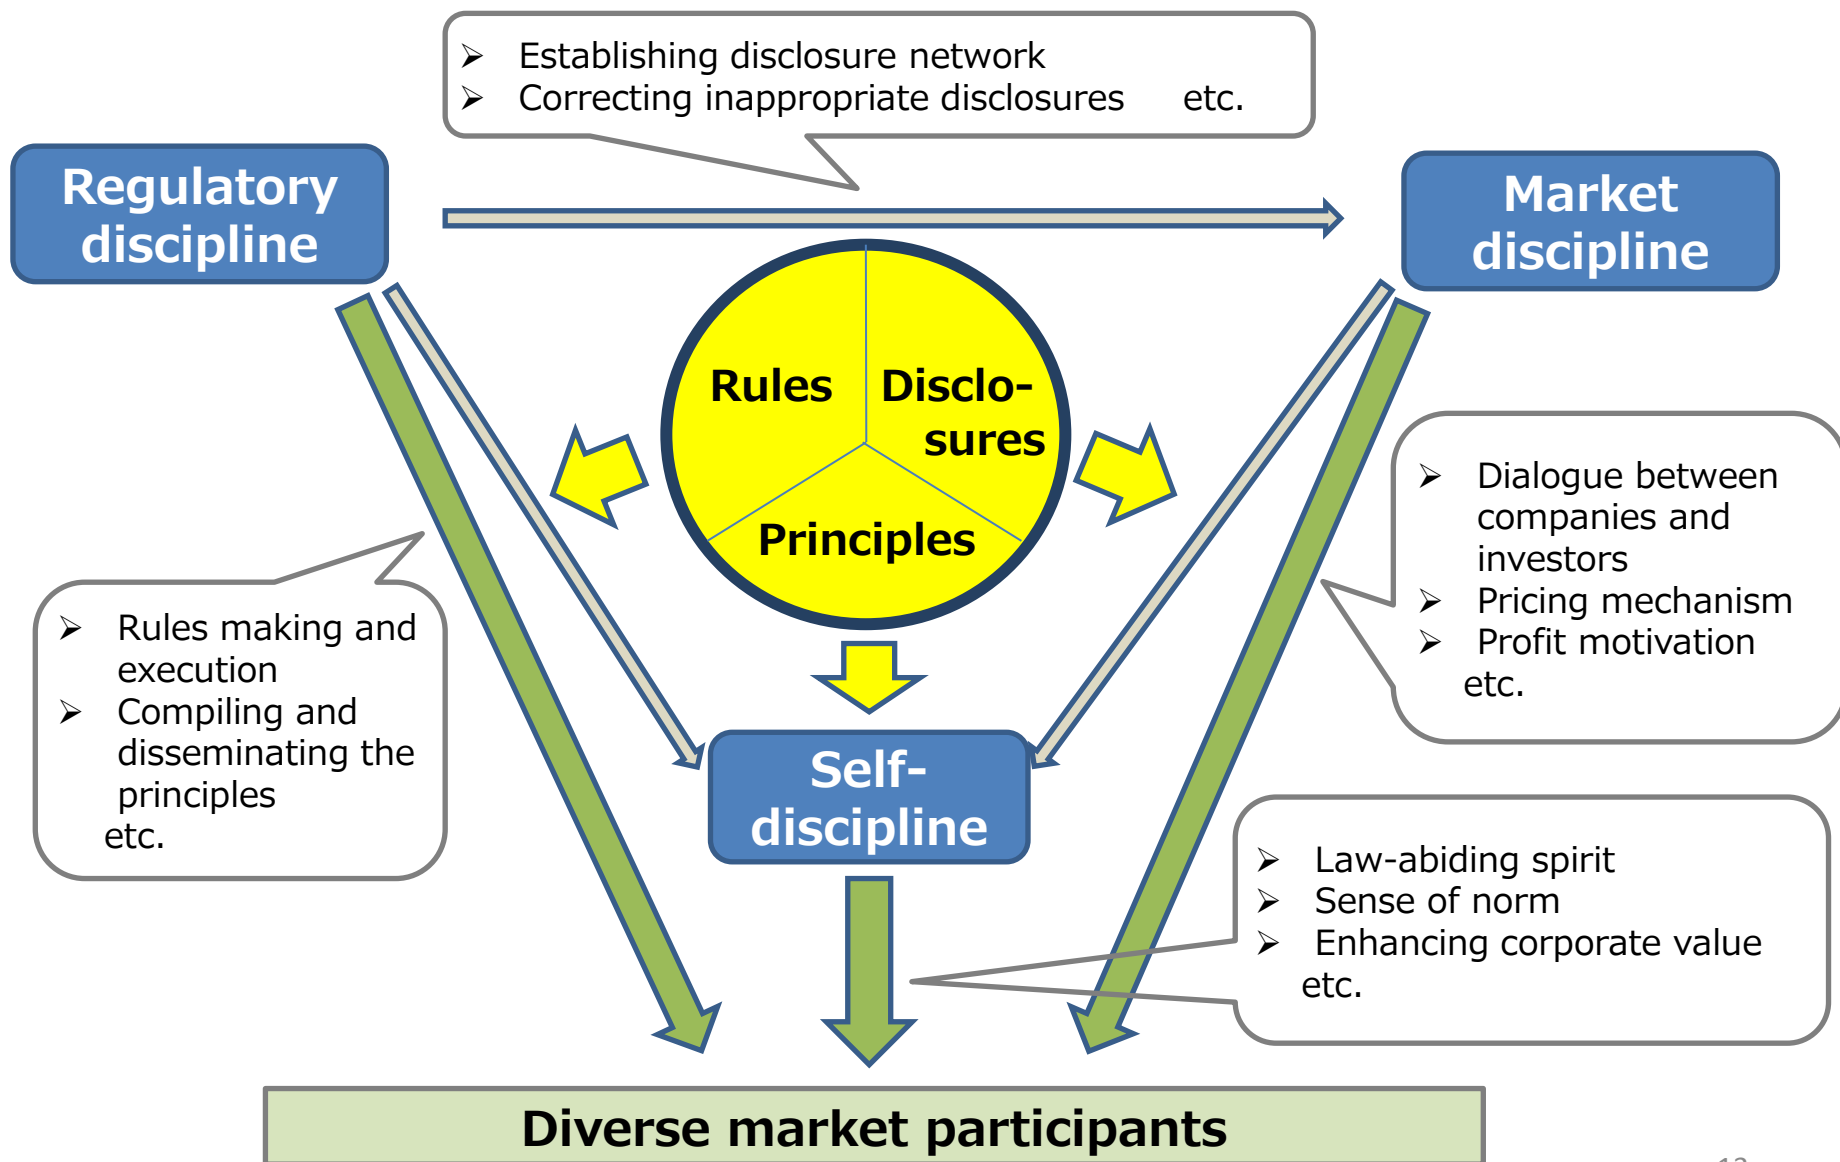 ➢ Establishing disclosure network
➢ Correcting inappropriate disclosures etc.
Regulatory
discipline
Market
discipline
Rules
Disclo-
sures
Principles
➢ Dialogue between
companies and
investors
➢ Pricing mechanism
➢ Profit motivation
etc.
➢ Rules making and
execution
➢ Compiling and
disseminating the
principles
etc.
Self-
discipline
➢ Law-abiding spirit
➢ Sense of norm
➢ Enhancing corporate value
etc.
Diverse market participants